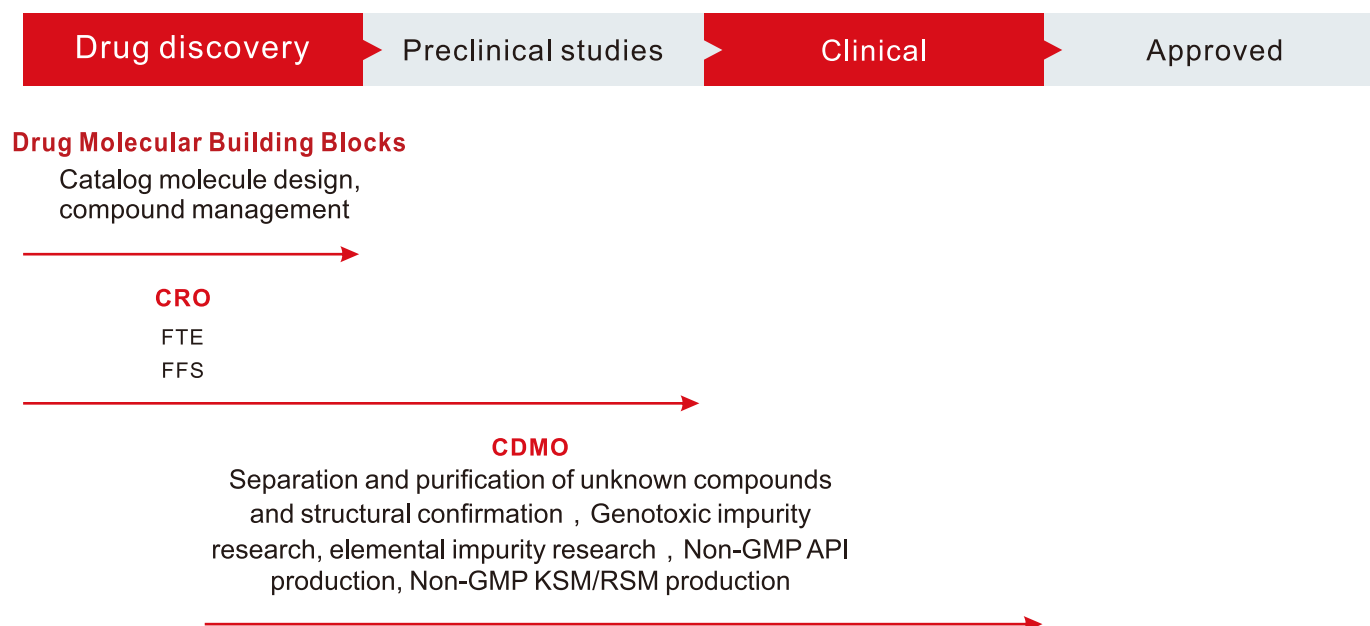 Drug discovery
Preclinical studies
Clinical
Approved
Drug Molecular Building Blocks
Catalog molecule design,
compound management
CRO
FTE
FFS
CDMO
Separation and purification of unknown compounds
and structural confirmation , Genotoxic impurity
research, elemental impurity research , Non-GMP API
production, Non-GMP KSM/RSM production